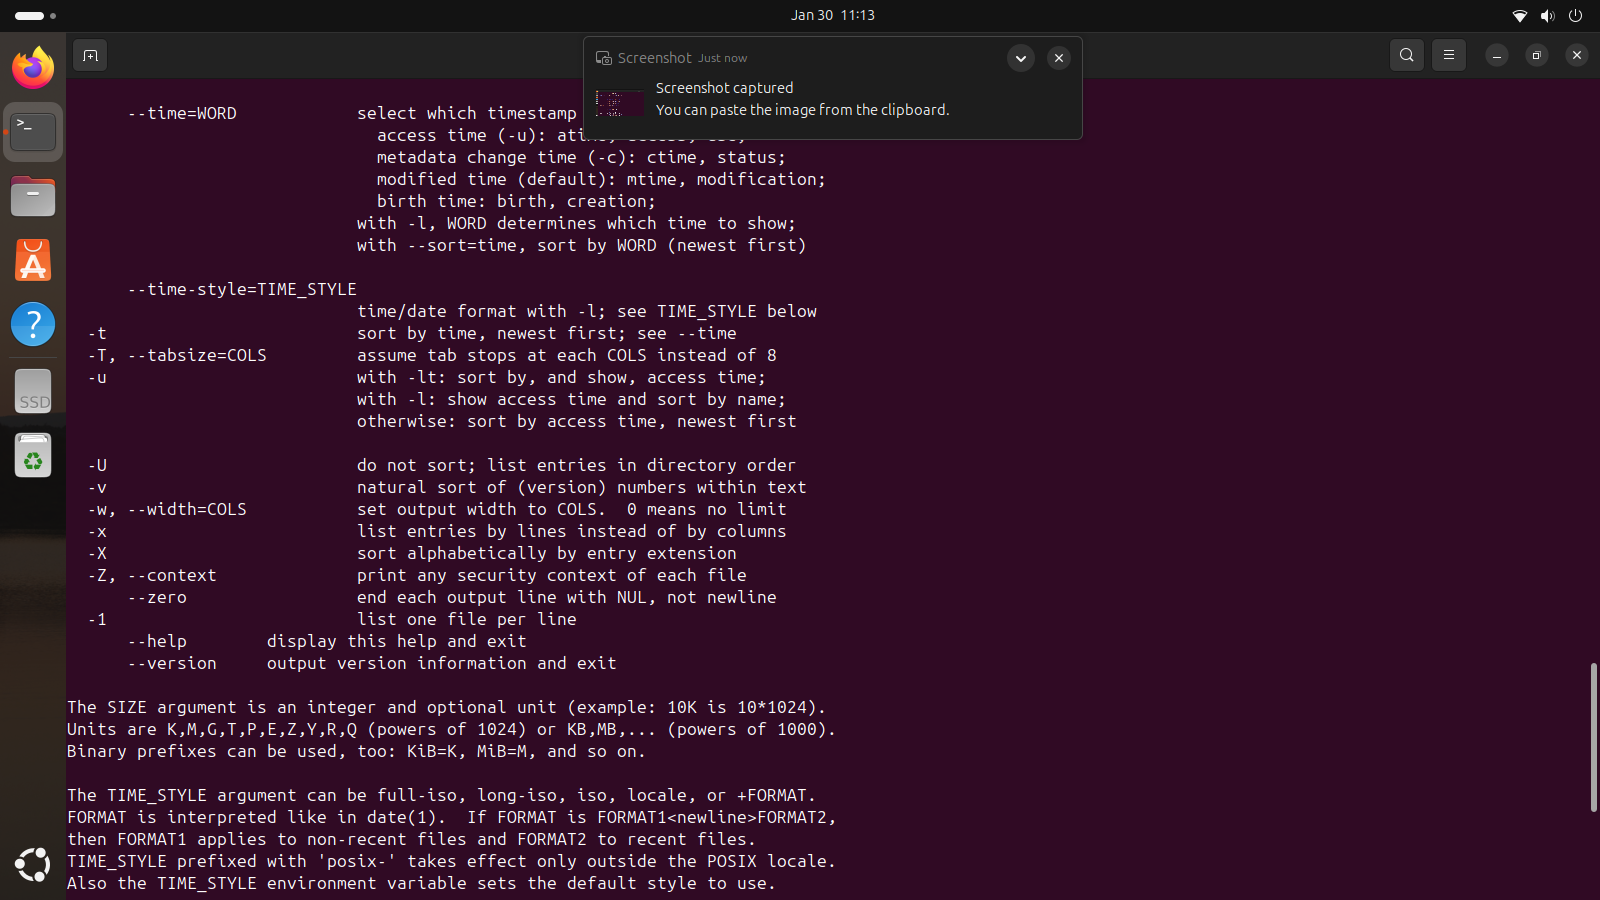 Jan 30 11:13
Screenshot Just now
Screenshot captured
You can paste the image from the clipboard.
>_
SSD
--time=WORD select which timestamp
access time (-u):
metadata change time (-c): ctime, status;
modified time (default): mtime, modification;
birth time: birth, creation;
with -l, WORD determines which time to show;
with --sort=time, sort by WORD (newest first)
--time-style=TIME_STYLE
time/date format with -l; see TIME_STYLE below
-t sort by time, newest first; see --time
-T, --tabsize=COLS assume tab stops at each COLS instead of 8
-u with -lt: sort by, and show, access time;
with -l: show access time and sort by name;
otherwise: sort by access time, newest first
-U do not sort; list entries in directory order
-v natural sort of (version) numbers within text
-w, --width=COLS set output width to COLS.  0 means no limit
-x list entries by lines instead of by columns
-X sort alphabetically by entry extension
-Z, --context print any security context of each file
--zero end each output line with NUL, not newline
-1 list one file per line
--help display this help and exit
--version output version information and exit
The SIZE argument is an integer and optional unit (example: 10K is 10*1024).
Units are K,M,G,T,P,E,Z,Y,R,Q (powers of 1024) or KB,MB,... (powers of 1000).
Binary prefixes can be used, too: KiB=K, MiB=M, and so on.
The TIME_STYLE argument can be full-iso, long-iso, iso, locale, or +FORMAT.
FORMAT is interpreted like in date(1).  If FORMAT is FORMAT1<newline>FORMAT2,
then FORMAT1 applies to non-recent files and FORMAT2 to recent files.
TIME_STYLE prefixed with 'posix-' takes effect only outside the POSIX locale.
Also the TIME_STYLE environment variable sets the default style to use.